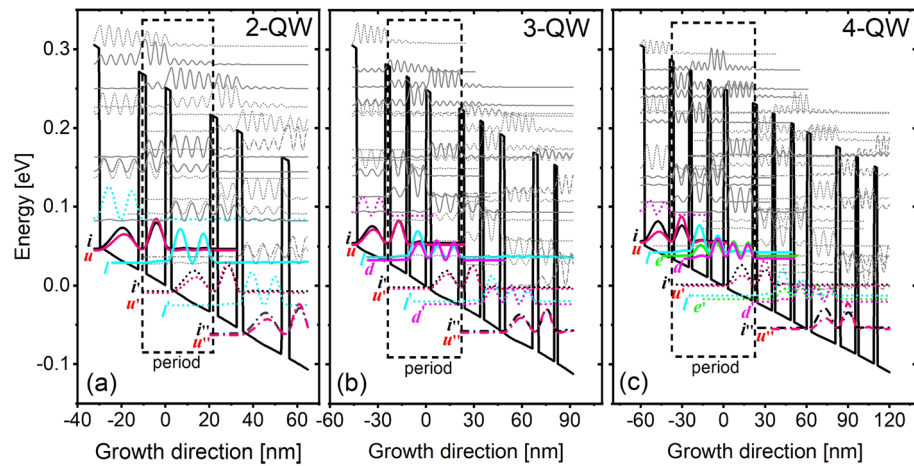 2-QW
3-QW
4-QW
Energy [eV]
0.3
0.2
0.1
0.0
-0.1
i
u
l
i'
u'
l'
i''
u''
period
(a)
-40 -20 0 20 40 60
Growth direction [nm]
i
u
l
d
i'
u'
l'
d'
i''
u''
period
(b)
-60 -30 0 30 60 90
Growth direction [nm]
i
u
l
e
d
i'
u'
l'
e'
d'
i''
u''
period
(c)
-60 -30 0 30 60 90 120
Growth direction [nm]